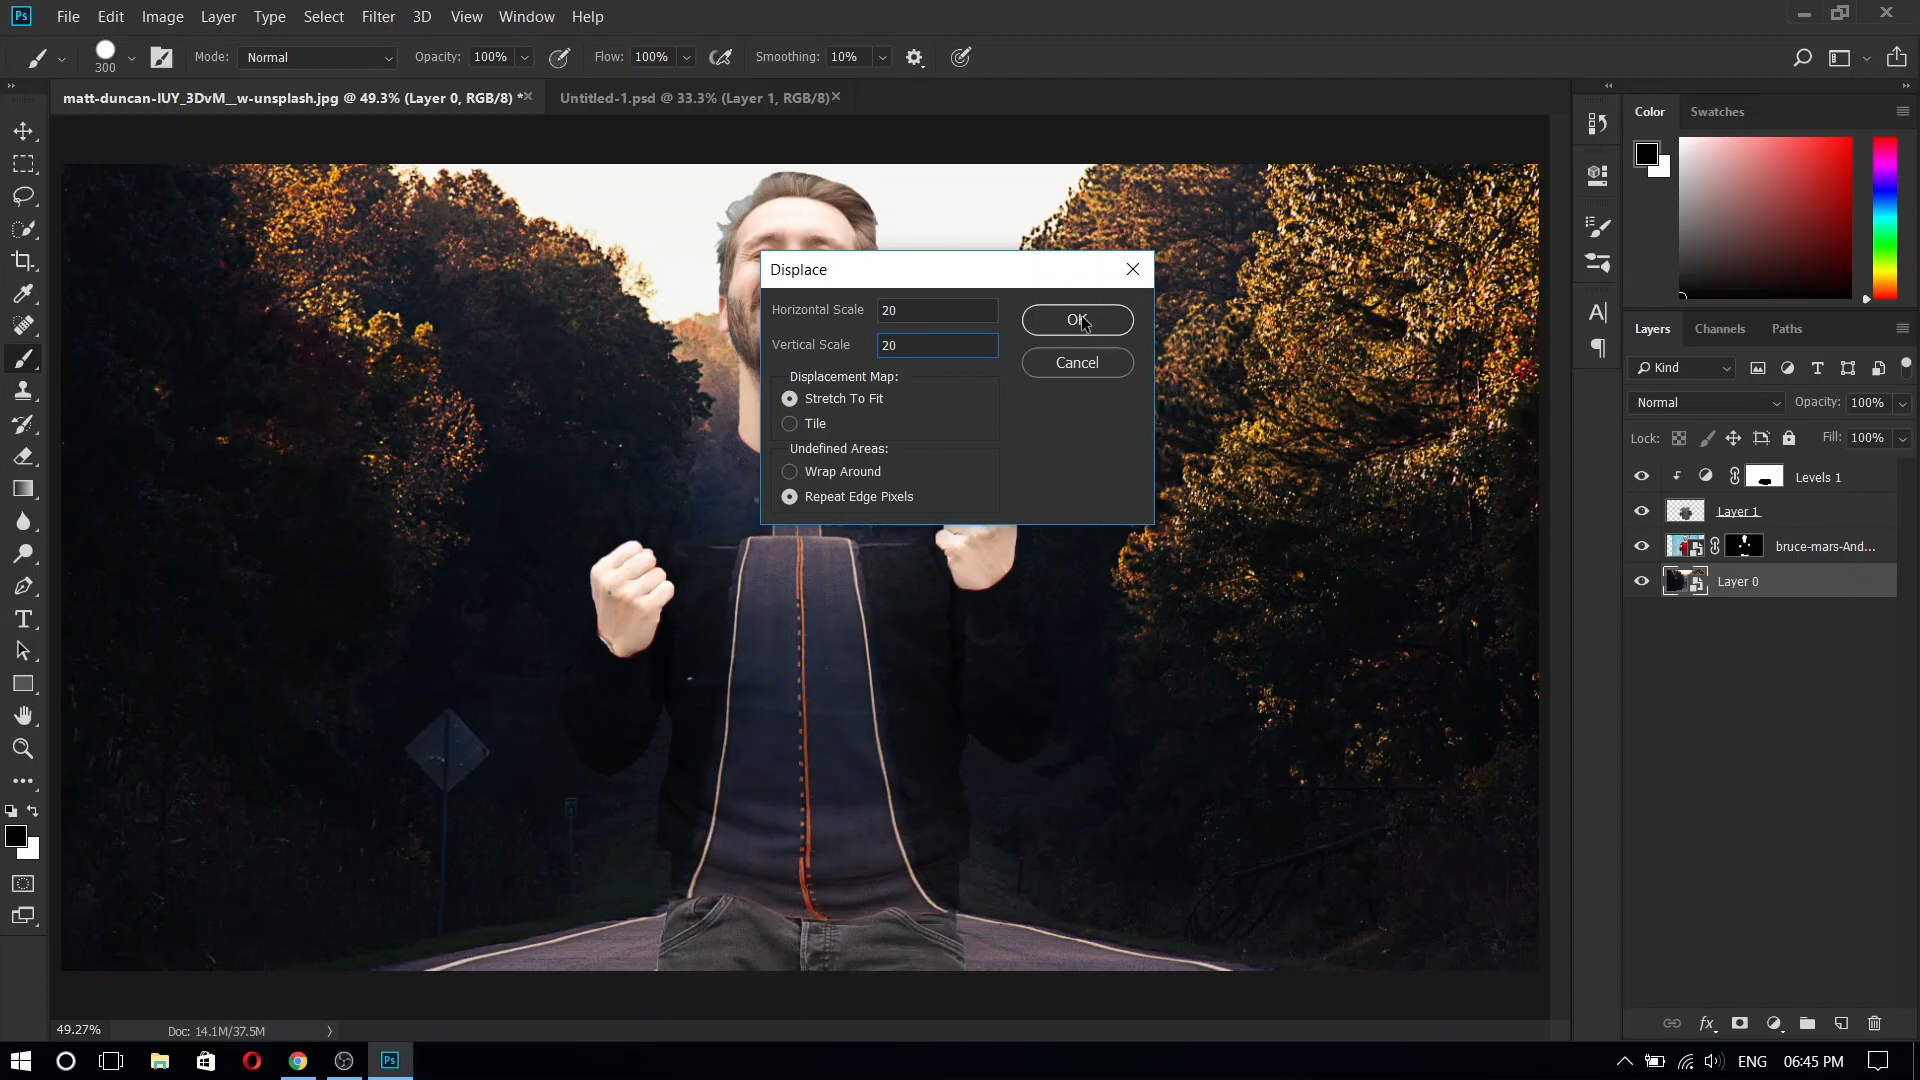 Ps File Edit Image Layer Type Select Filter 3D View Window Help
300 Mode: Normal Opacity: 100% Flow: 100% Smoothing: 10%
matt-duncan-IUY_3DvM__w-unsplash.jpg @ 49.3% (Layer 0, RGB/8) * Untitled-1.psd @ 33.3% (Layer 1, RGB/8)
Displace
Horizontal Scale 20
Vertical Scale 20
OK
Cancel
Displacement Map:
Stretch To Fit
Tile
Undefined Areas:
Wrap Around
Repeat Edge Pixels
Color Swatches
Layers Channels Paths
Kind
Normal Opacity: 100%
Lock: Fill: 100%
Levels 1
Layer 1
bruce-mars-And...
Layer 0
fx
49.27% Doc: 14.1M/37.5M
Ps ENG 06:45 PM